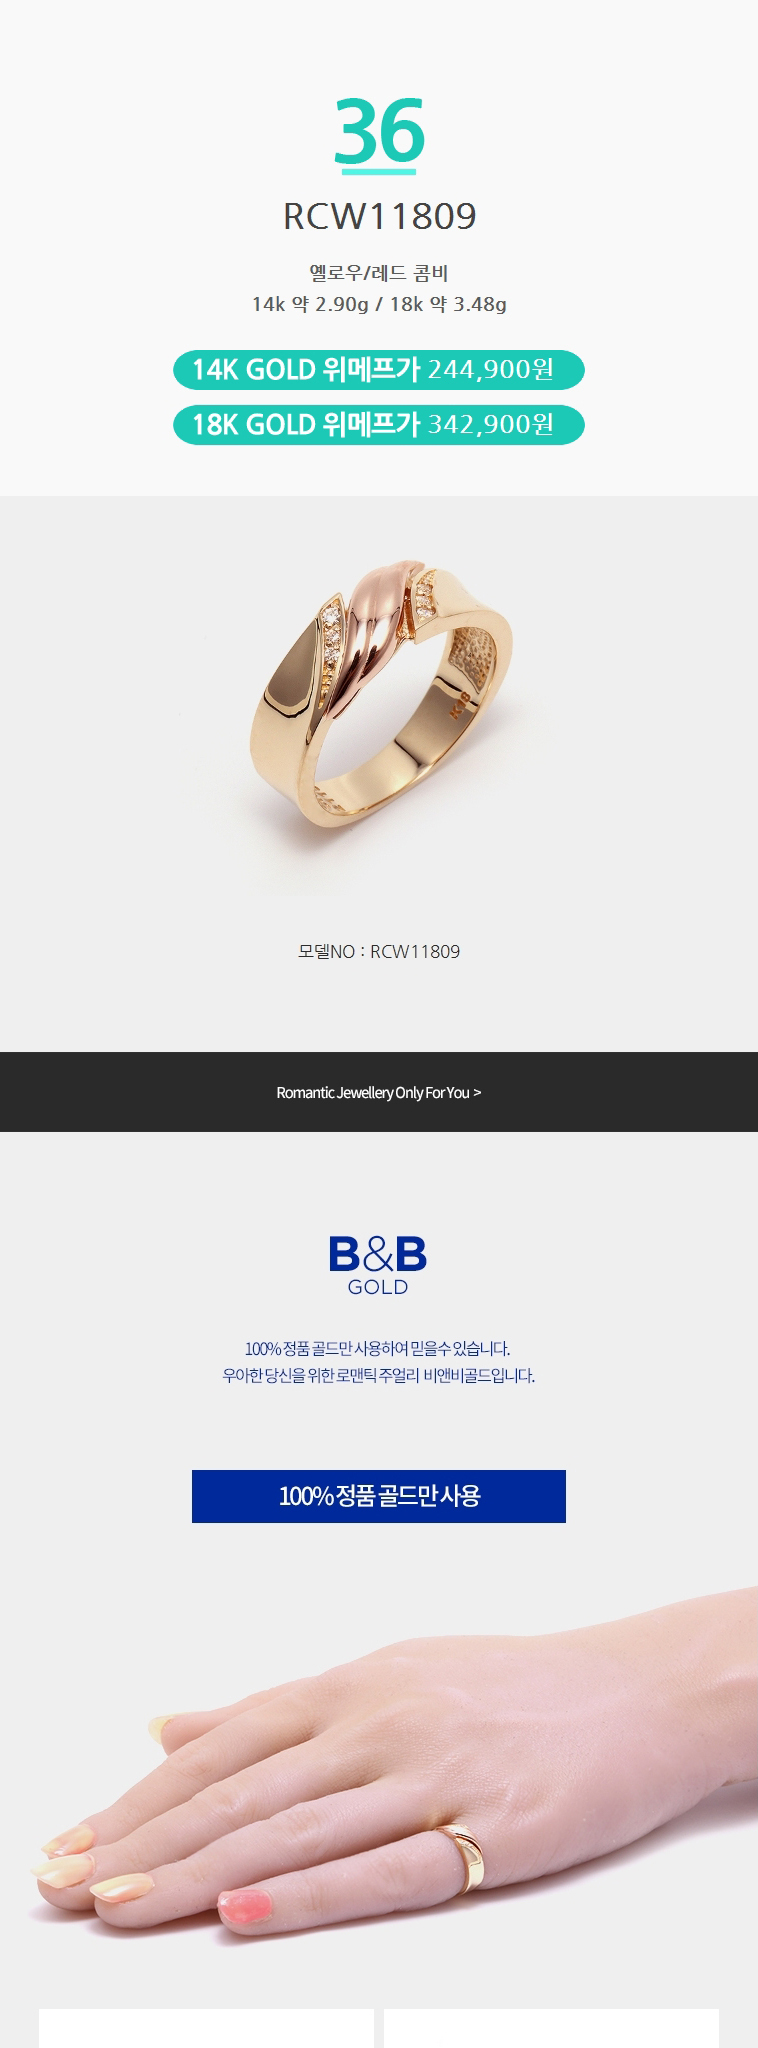 36
RCW11809
옐로우/레드 콤비
14k 약 2.90g / 18k 약 3.48g
14K GOLD 위메프가 244,900원
18K GOLD 위메프가 342,900원
K18
모델NO : RCW11809
Romantic Jewellery Only For You >
B&B
GOLD
100% 정품 골드만 사용하여 믿을수 있습니다.
우아한 당신을 위한 로맨틱 주얼리 비앤비골드입니다.
100% 정품 골드만 사용